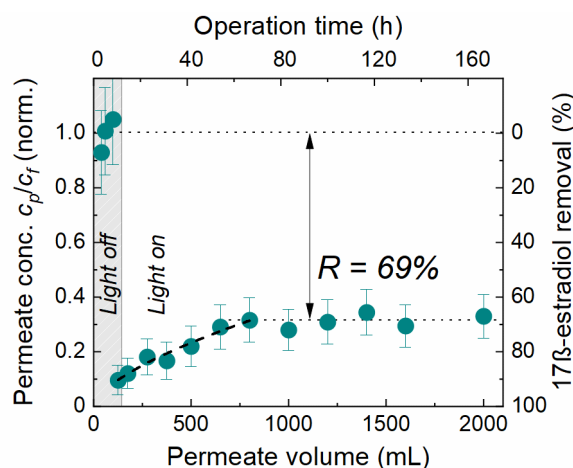 Operation time (h)
0 40 80 120 160
Permeate conc. cp/cf (norm.)
1.0
0.8
0.6
0.4
0.2
0
0
20
40
60
80
100
17ß-estradiol removal (%)
Light off
Light on
R = 69%
0 500 1000 1500 2000
Permeate volume (mL)